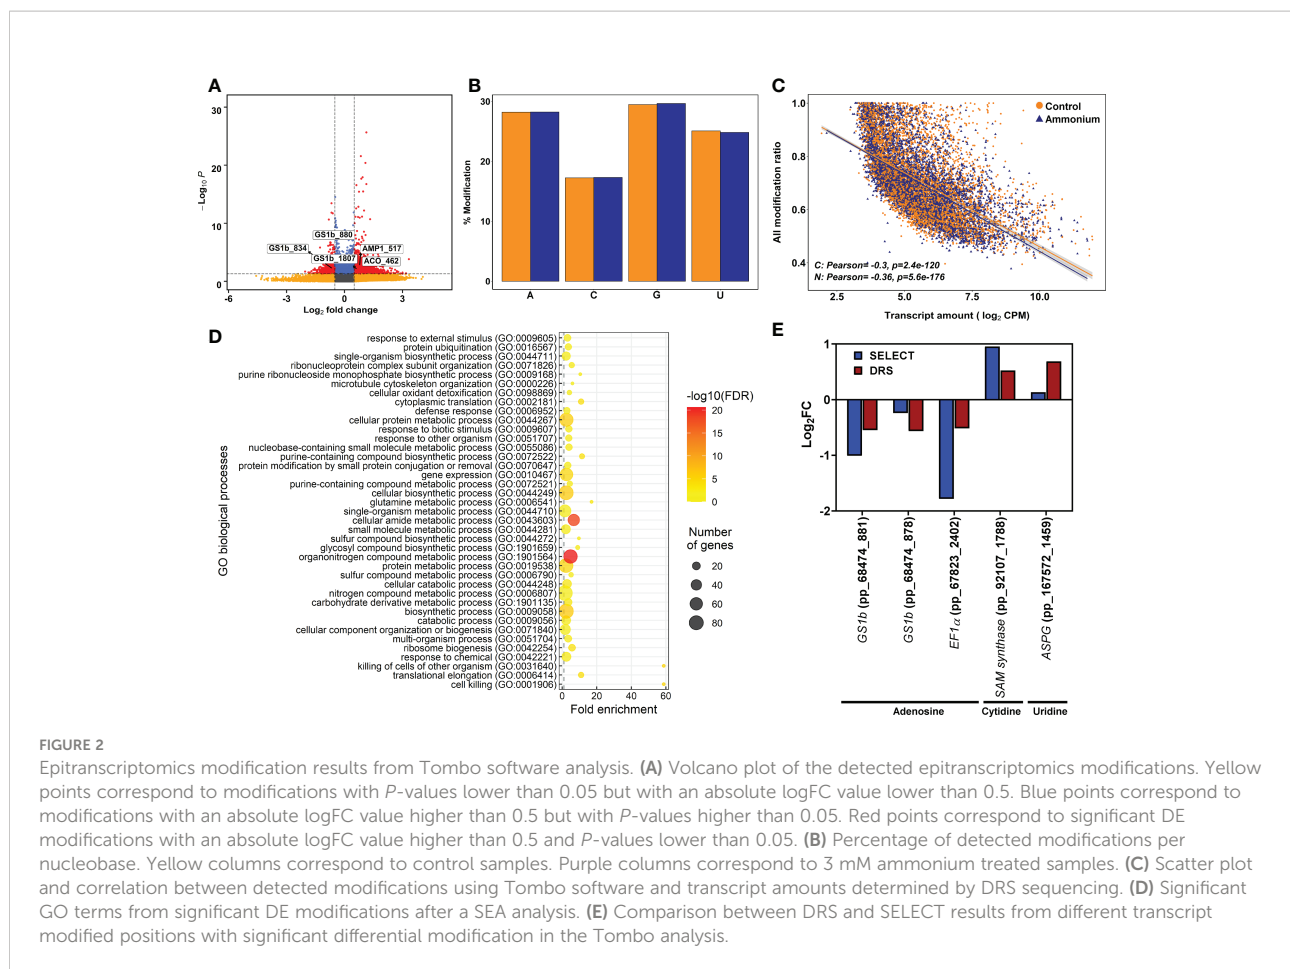 A
30
20
10
0
−Log10 P
GS1b_880
GS1b_834
AMP1_517
GS1b_1807
ACO_462
-6
-3
0
3
Log2 fold change
B
30
20
10
0
% Modification
A
C
G
U
C
1.0
0.8
0.6
0.4
All modification ratio
Control
Ammonium
C: Pearson= -0.3, p=2.4e-120
N: Pearson= -0.36, p=5.6e-176
2.5
5.0
7.5
10.0
Transcript amount ( log2 CPM)
D
GO biological processes
response to external stimulus (GO:0009605)
protein ubiquitination (GO:0016567)
single-organism biosynthetic process (GO:0044711)
ribonucleoprotein complex subunit organization (GO:0071826)
purine ribonucleoside monophosphate biosynthetic process (GO:0009168)
microtubule cytoskeleton organization (GO:0000226)
cellular oxidant detoxification (GO:0098869)
cytoplasmic translation (GO:0002181)
defense response (GO:0006952)
cellular protein metabolic process (GO:0044267)
response to biotic stimulus (GO:0009607)
response to other organism (GO:0051707)
nucleobase-containing small molecule metabolic process (GO:0055086)
purine-containing compound biosynthetic process (GO:0072522)
protein modification by small protein conjugation or removal (GO:0070647)
gene expression (GO:0010467)
purine-containing compound metabolic process (GO:0072521)
cellular biosynthetic process (GO:0044249)
glutamine metabolic process (GO:0006541)
single-organism metabolic process (GO:0044710)
cellular amide metabolic process (GO:0043603)
small molecule metabolic process (GO:0044281)
sulfur compound biosynthetic process (GO:0044272)
glycosyl compound biosynthetic process (GO:1901659)
organonitrogen compound metabolic process (GO:1901564)
protein metabolic process (GO:0019538)
sulfur compound metabolic process (GO:0006790)
cellular catabolic process (GO:0044248)
nitrogen compound metabolic process (GO:0006807)
carbohydrate derivative metabolic process (GO:1901135)
biosynthetic process (GO:0009058)
catabolic process (GO:0009056)
cellular component organization or biogenesis (GO:0071840)
multi-organism process (GO:0051704)
ribosome biogenesis (GO:0042254)
response to chemical (GO:0042221)
killing of cells of other organism (GO:0031640)
translational elongation (GO:0006414)
cell killing (GO:0001906)
0
20
40
60
Fold enrichment
-log10(FDR)
20
15
10
5
0
Number
of genes
20
40
60
80
E
1
0
-1
-2
Log2FC
SELECT
DRS
GS1b (pp_68474_881)
GS1b (pp_68474_878)
EF1α (pp_67823_2402)
SAM synthase (pp_92107_1788)
ASPG (pp_167572_1459)
Adenosine
Cytidine
Uridine
FIGURE 2
Epitranscriptomics modification results from Tombo software analysis. (A) Volcano plot of the detected epitranscriptomics modifications. Yellow
points correspond to modifications with P-values lower than 0.05 but with an absolute logFC value lower than 0.5. Blue points correspond to
modifications with an absolute logFC value higher than 0.5 but with P-values higher than 0.05. Red points correspond to significant DE
modifications with an absolute logFC value higher than 0.5 and P-values lower than 0.05. (B) Percentage of detected modifications per
nucleobase. Yellow columns correspond to control samples. Purple columns correspond to 3 mM ammonium treated samples. (C) Scatter plot
and correlation between detected modifications using Tombo software and transcript amounts determined by DRS sequencing. (D) Significant
GO terms from significant DE modifications after a SEA analysis. (E) Comparison between DRS and SELECT results from different transcript
modified positions with significant differential modification in the Tombo analysis.